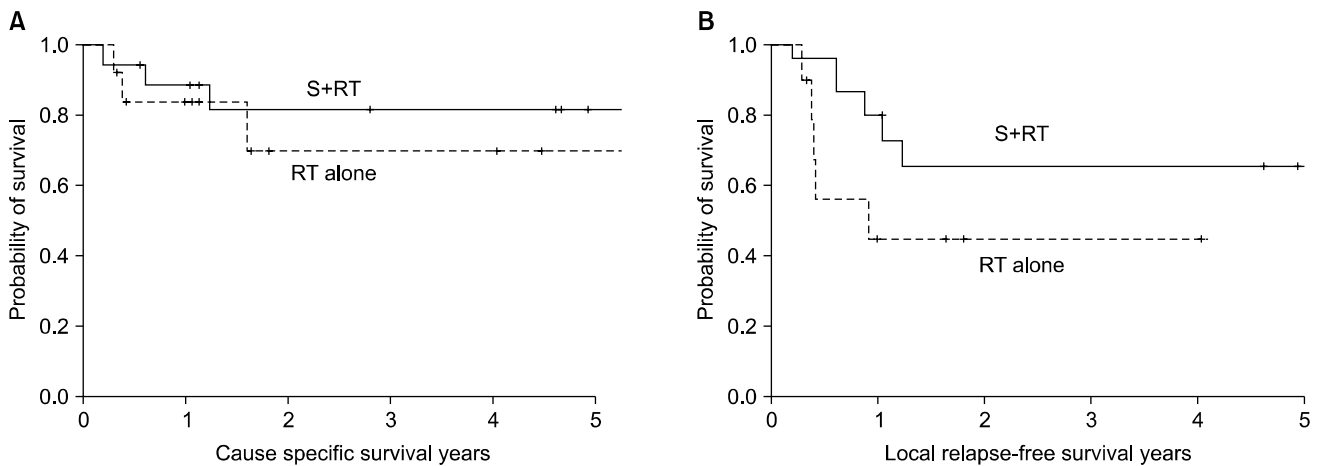 A
Probability of survival
1.0
0.8
0.6
0.4
0.2
0.0
S+RT
RT alone
0 1 2 3 4 5
Cause specific survival years
B
Probability of survival
1.0
0.8
0.6
0.4
0.2
0.0
S+RT
RT alone
0 1 2 3 4 5
Local relapse-free survival years